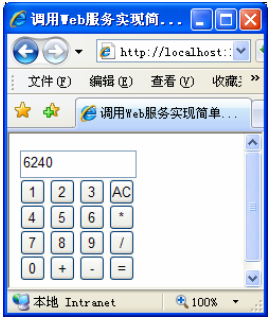 调用Web服务实现简...
http://localhost:
文件(F) 编辑(E) 查看(V) 收藏 »
调用Web服务实现简单...
6240
1 2 3 AC
4 5 6 *
7 8 9 /
0 + - =
本地 Intranet 100%